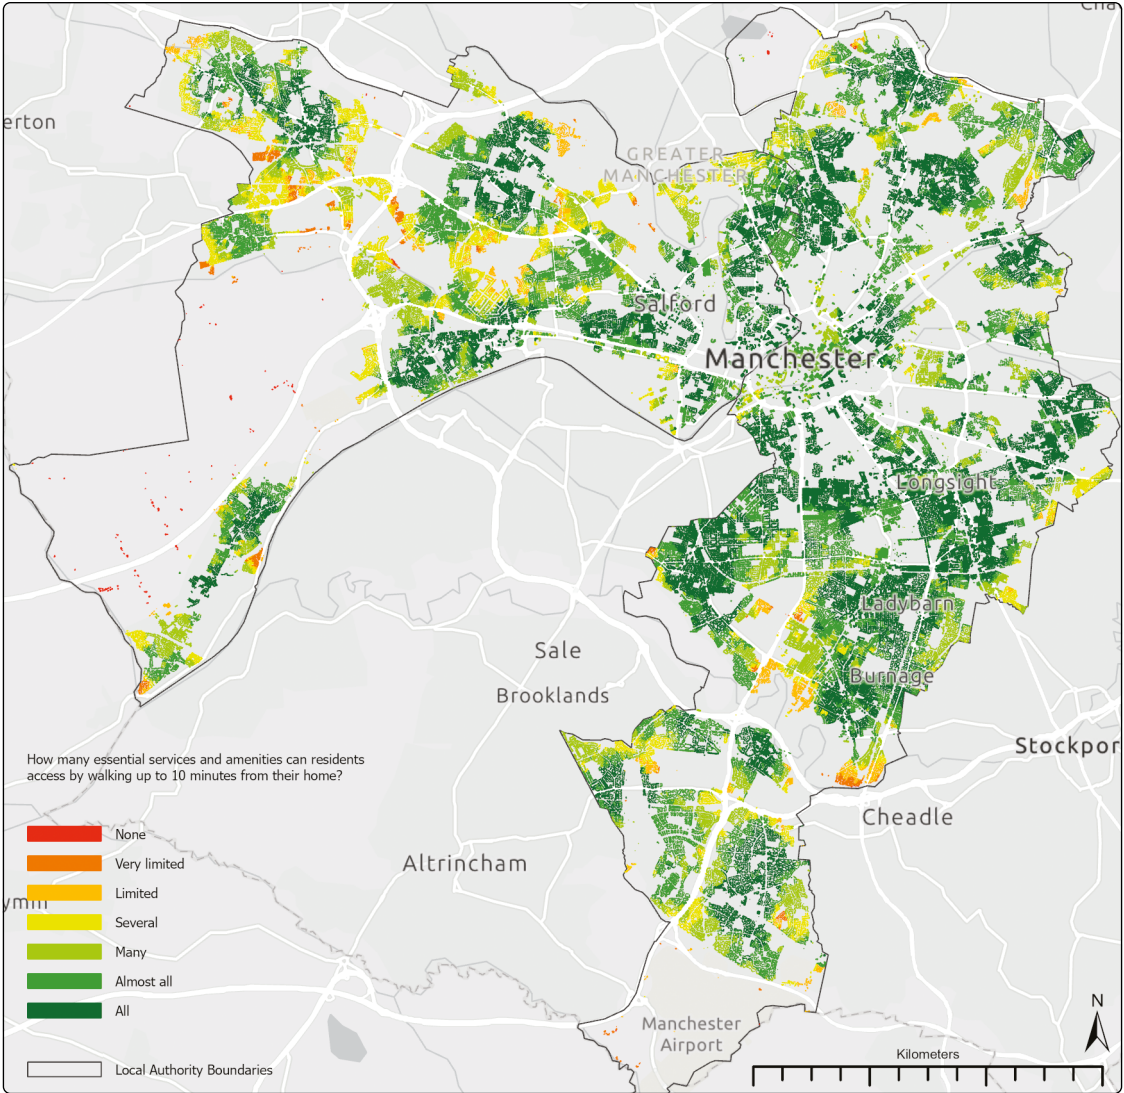 Cha
erton
GREATER
MANCHESTER
Salford
Manchester
Longsight
Ladybarn
Sale
Burnage
Brooklands
Stockpor
How many essential services and amenities can residents
access by walking up to 10 minutes from their home?
Cheadle
None
Very limited
Altrincham
Limited
ymm
Several
Many
Almost all
All
N
Manchester
Airport
Kilometers
Local Authority Boundaries